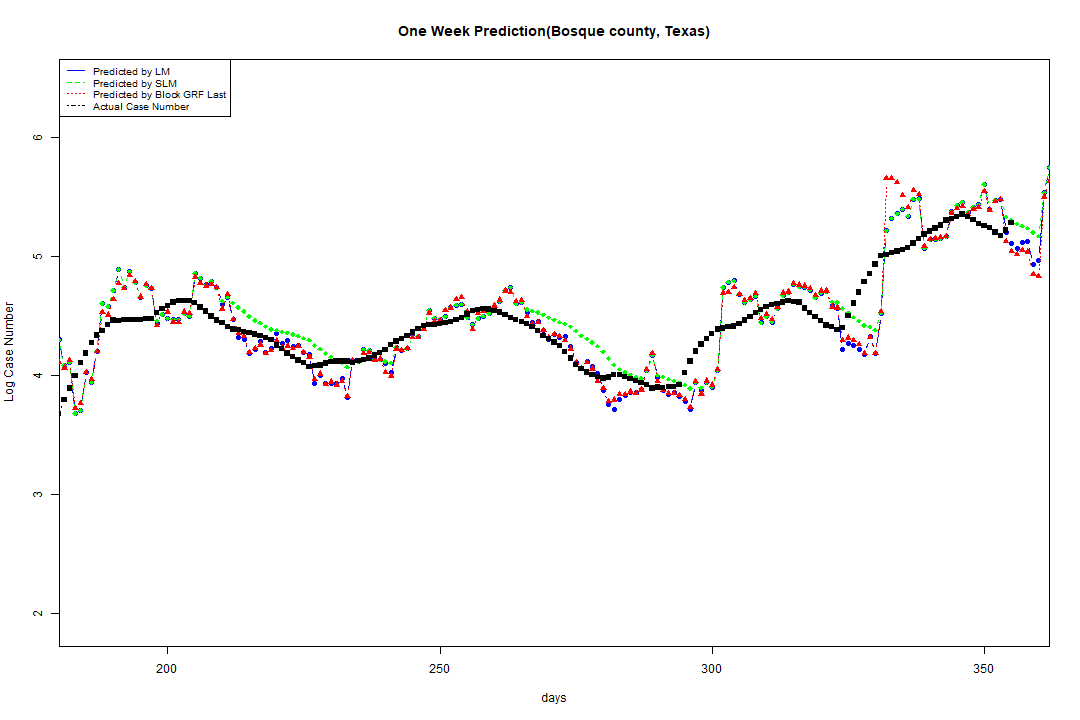 One Week Prediction(Bosque county, Texas)
Predicted by LM
Predicted by SLM
Predicted by Block GRF Last
Actual Case Number
6
5
4
3
2
Log Case Number
200 250 300 350
days